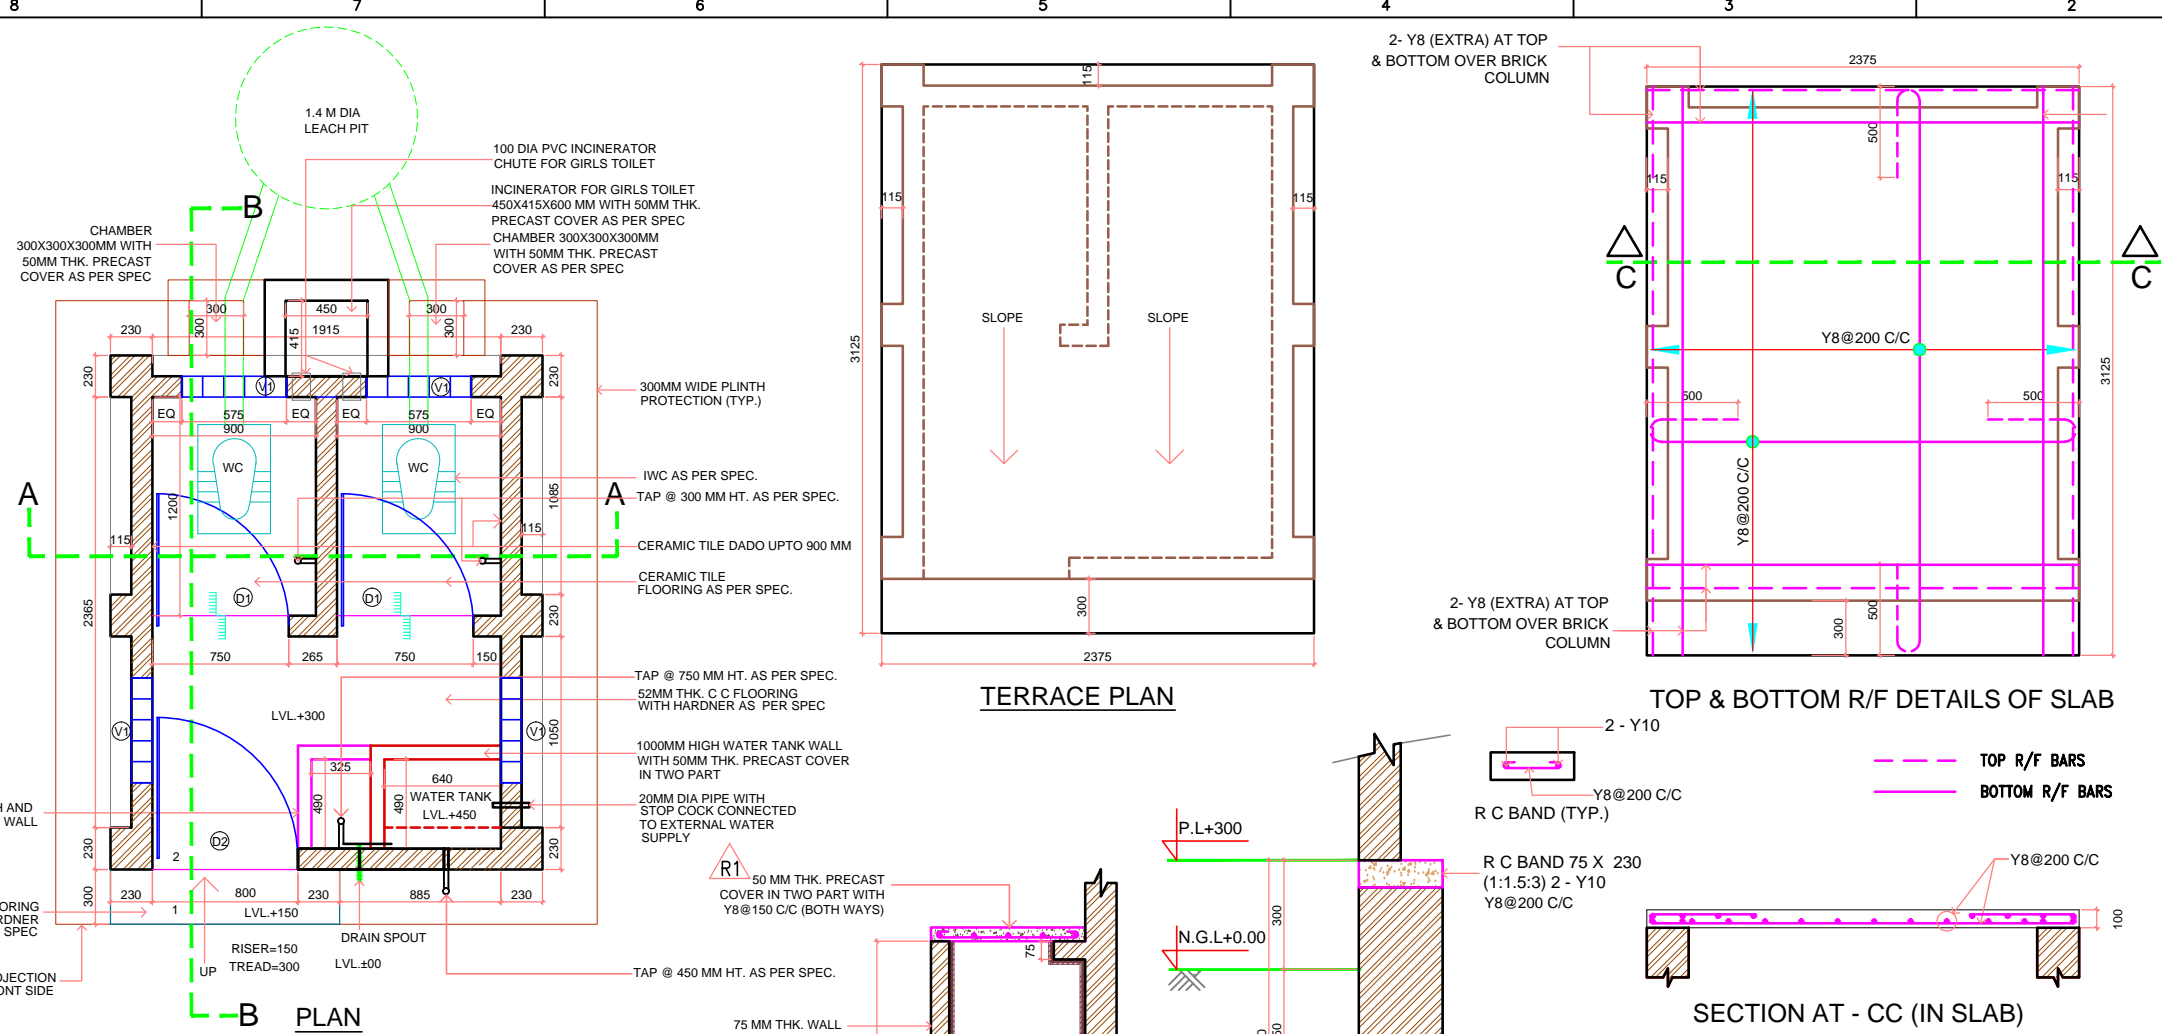 8
7
6
5
4
3
2
1.4 M DIA
LEACH PIT
100 DIA PVC INCINERATOR
CHUTE FOR GIRLS TOILET
INCINERATOR FOR GIRLS TOILET
450X415X600 MM WITH 50MM THK.
PRECAST COVER AS PER SPEC
CHAMBER 300X300X300MM
WITH 50MM THK. PRECAST
COVER AS PER SPEC
B
CHAMBER
300X300X300MM WITH
50MM THK. PRECAST
COVER AS PER SPEC
300
450
300
300
415
300
230
1915
230
230
230
V1
V1
EQ
575
EQ
EQ
575
EQ
900
900
WC
WC
300MM WIDE PLINTH
PROTECTION (TYP.)
IWC AS PER SPEC.
TAP @ 300 MM HT. AS PER SPEC.
A
A
1200
1085
115
115
CERAMIC TILE DADO UPTO 900 MM
CERAMIC TILE
FLOORING AS PER SPEC.
D1
D1
2365
230
750
265
750
150
TAP @ 750 MM HT. AS PER SPEC.
52MM THK. C C FLOORING
WITH HARDNER AS PER SPEC
LVL.+300
V1
V1
1050
1000MM HIGH WATER TANK WALL
WITH 50MM THK. PRECAST COVER
IN TWO PART
325
640
490
490
WATER TANK
LVL.+450
20MM DIA PIPE WITH
STOP COCK CONNECTED
TO EXTERNAL WATER
SUPPLY
H AND
WALL
230
D2
2
230
R1
230
800
230
885
230
300
1
LVL.+150
ORING
RDNER
SPEC
RISER=150
TREAD=300
UP
DRAIN SPOUT
LVL.±00
OJECTION
ONT SIDE
TAP @ 450 MM HT. AS PER SPEC.
B
PLAN
115
115
115
SLOPE
SLOPE
3125
300
2375
TERRACE PLAN
2- Y8 (EXTRA) AT TOP
& BOTTOM OVER BRICK
COLUMN
2375
500
115
115
C
C
Y8@200 C/C
3125
500
500
Y8@200 C/C
2- Y8 (EXTRA) AT TOP
& BOTTOM OVER BRICK
COLUMN
300
500
TOP & BOTTOM R/F DETAILS OF SLAB
2 - Y10
Y8@200 C/C
R C BAND (TYP.)
TOP R/F BARS
BOTTOM R/F BARS
P.L+300
R C BAND 75 X 230
(1:1.5:3) 2 - Y10
Y8@200 C/C
300
N.G.L+0.00
50 MM THK. PRECAST
COVER IN TWO PART WITH
Y8@150 C/C (BOTH WAYS)
75
75 MM THK. WALL
Y8@200 C/C
100
SECTION AT - CC (IN SLAB)